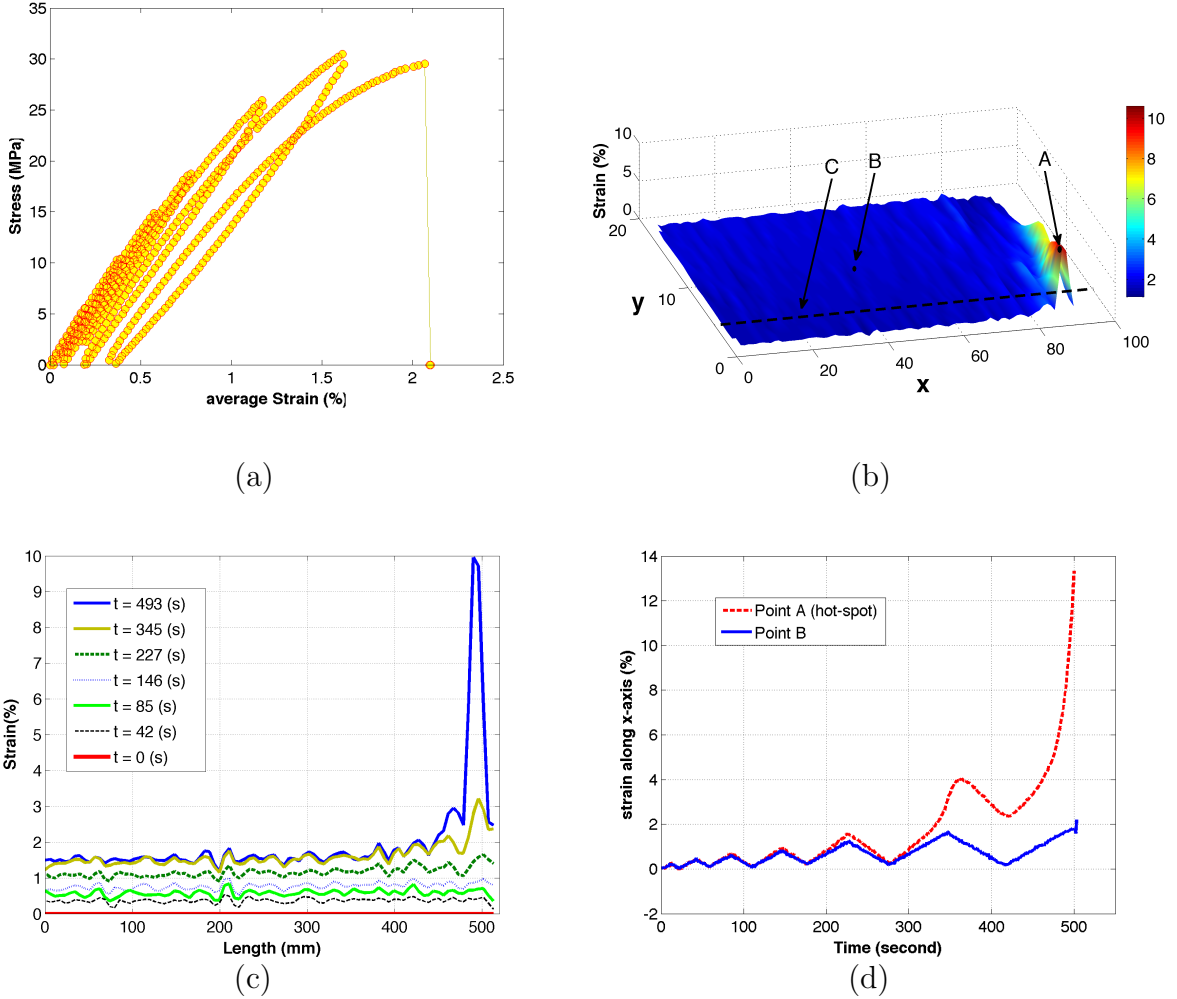 35
30
25
20
15
10
5
0
Stress (MPa)
0
0.5
1
1.5
2
2.5
average Strain (%)
(a)
10
5
0
Strain (%)
20
10
0
y
0
20
40
60
80
100
x
C
B
A
10
8
6
4
2
(b)
10
9
8
7
6
5
4
3
2
1
0
Strain(%)
t = 493 (s)
t = 345 (s)
t = 227 (s)
t = 146 (s)
t = 85 (s)
t = 42 (s)
t = 0 (s)
0
100
200
300
400
500
Length (mm)
(c)
14
12
10
8
6
4
2
0
-2
strain along x-axis (%)
Point A (hot-spot)
Point B
0
100
200
300
400
500
Time (second)
(d)